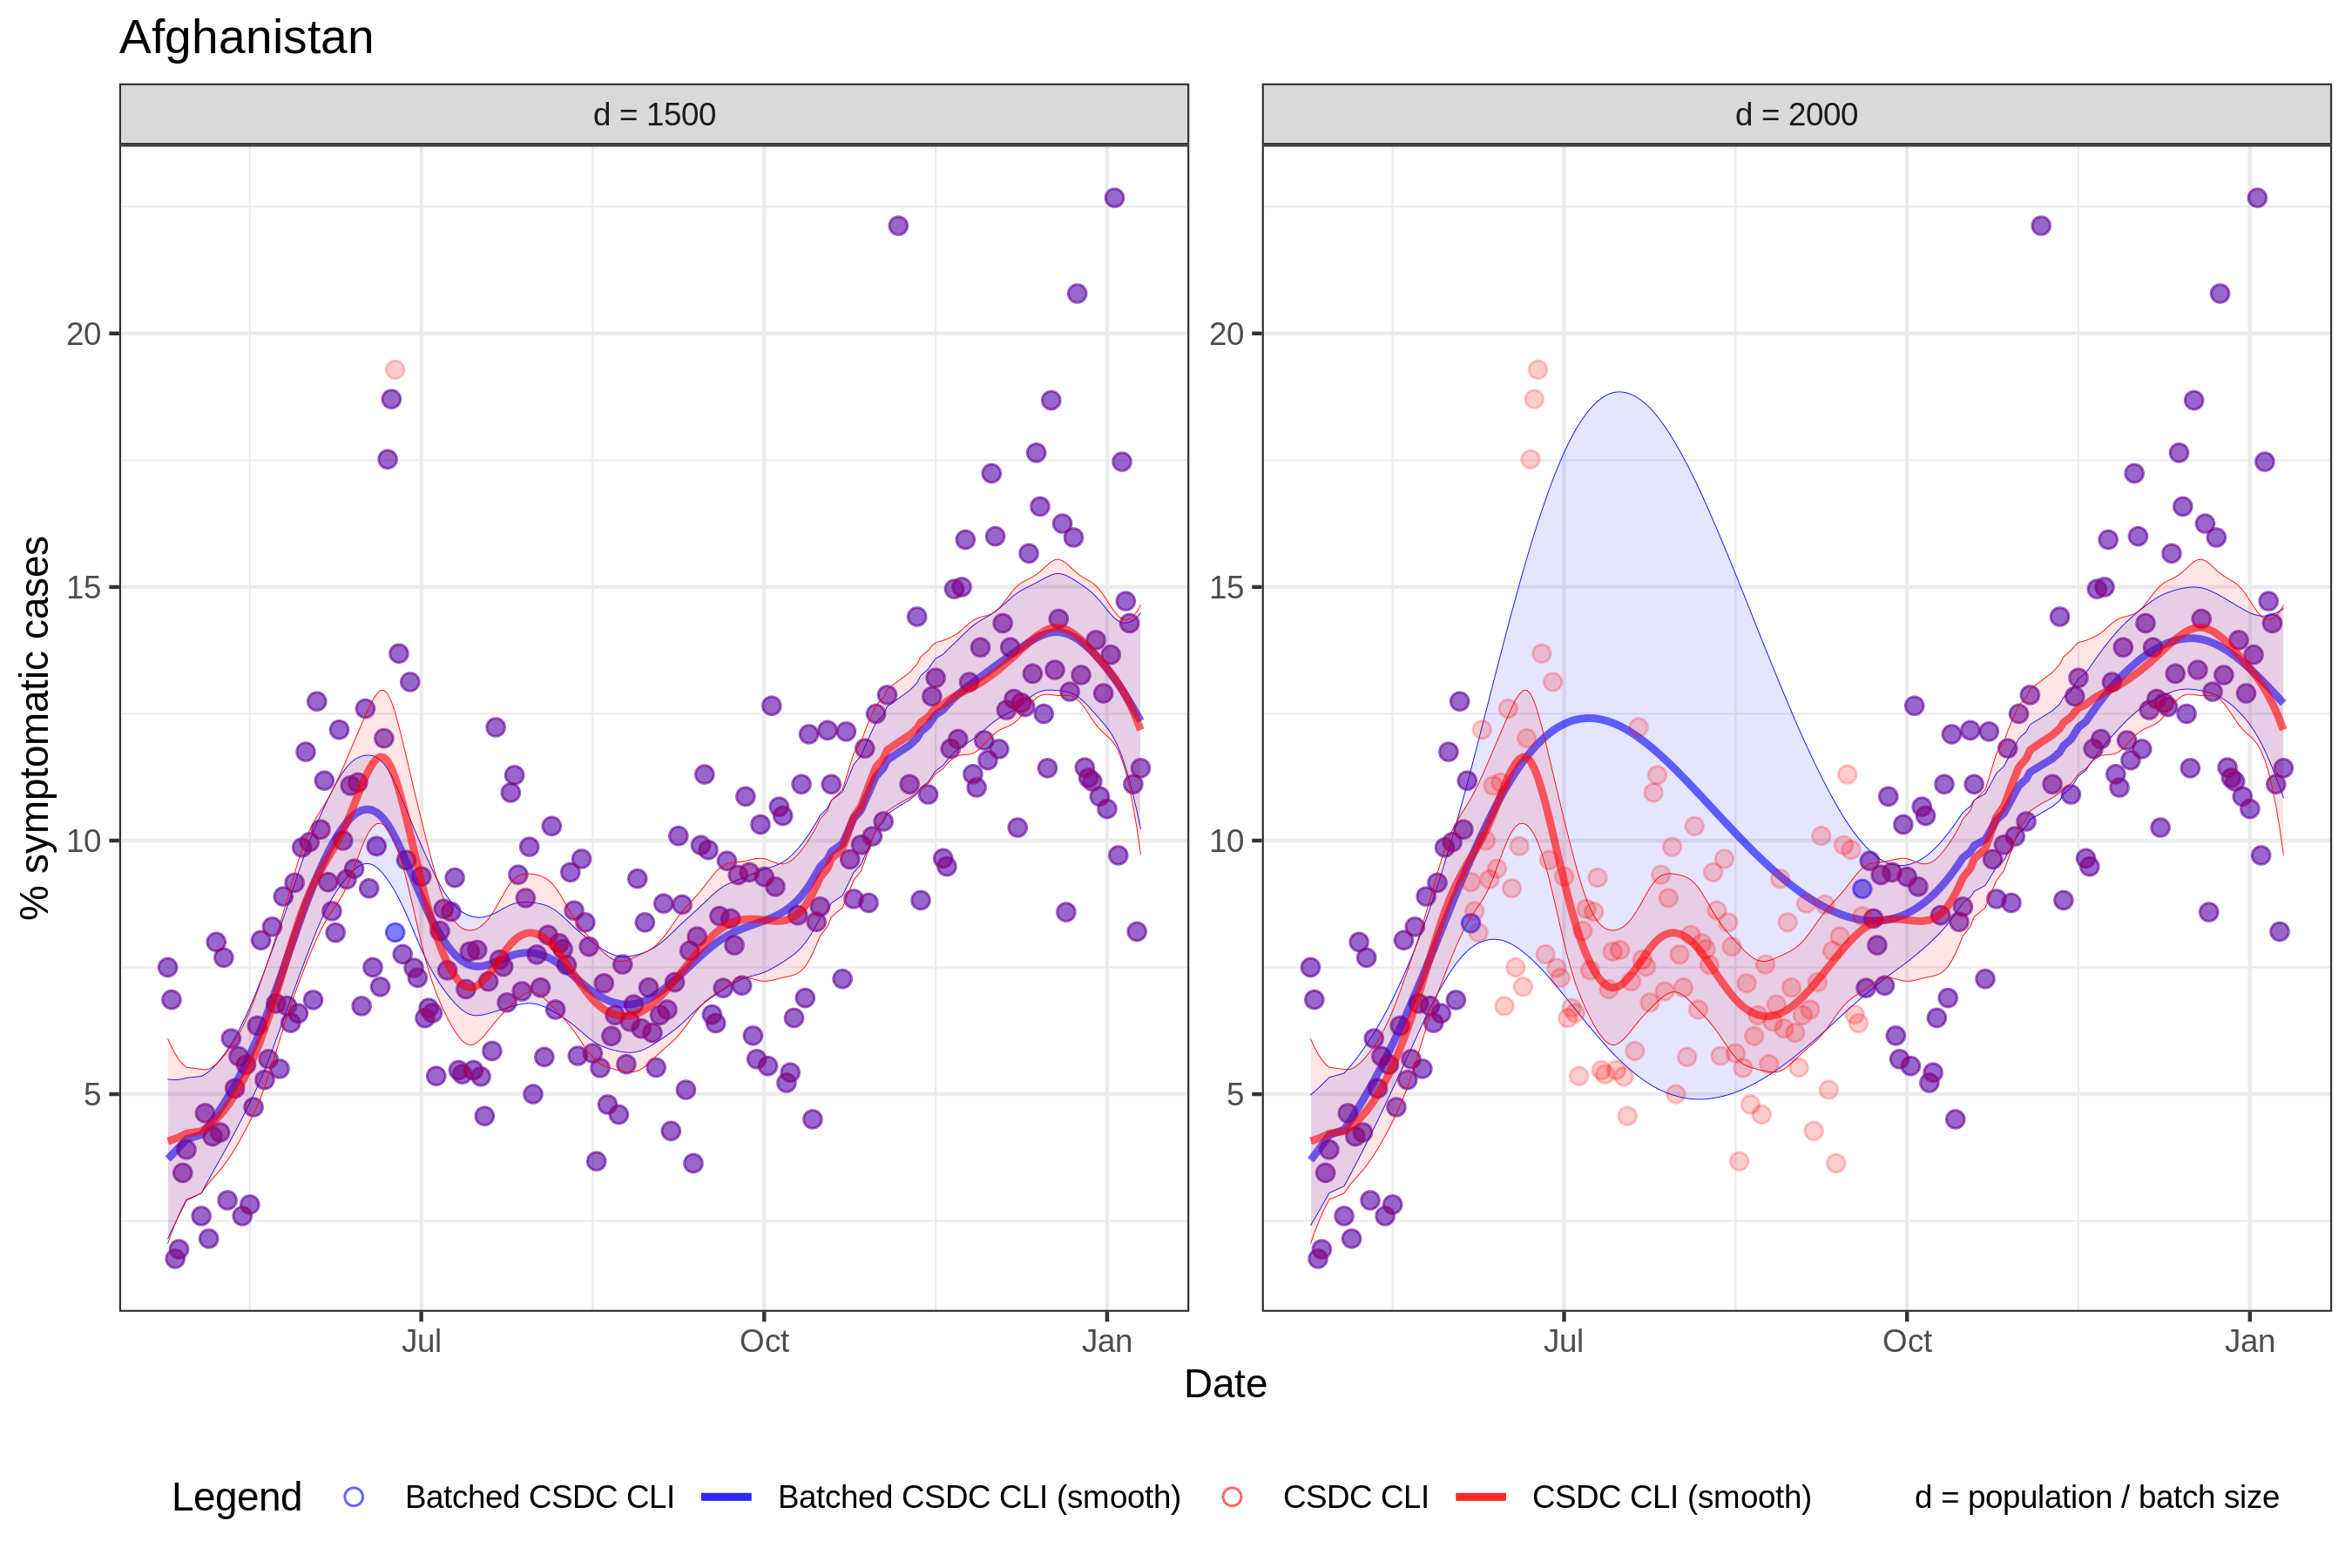 Afghanistan
d = 1500
d = 2000
% symptomatic cases
20
15
10
5
20
15
10
5
Jul
Oct
Jan
Jul
Oct
Jan
Date
Legend
Batched CSDC CLI
Batched CSDC CLI (smooth)
CSDC CLI
CSDC CLI (smooth)
d = population / batch size